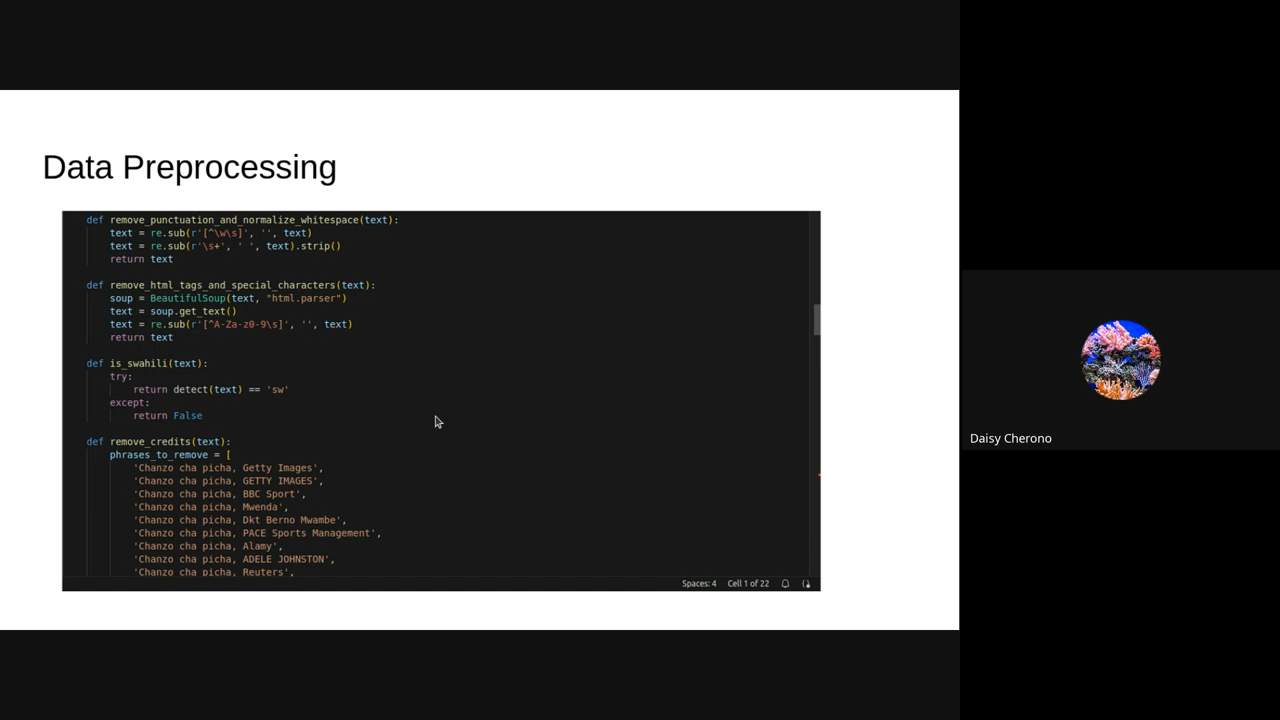 Data Preprocessing
def remove_punctuation_and_normalize_whitespace(text):
    text = re.sub(r'[^\w\s]', '', text)
    text = re.sub(r'\s+', ' ', text).strip()
    return text
def remove_html_tags_and_special_characters(text):
    soup = BeautifulSoup(text, "html.parser")
    text = soup.get_text()
    text = re.sub(r'[^A-Za-z0-9\s]', '', text)
    return text
def is_swahili(text):
    try:
        return detect(text) == 'sw'
    except:
        return False
def remove_credits(text):
    phrases_to_remove = [
        'Chanzo cha picha, Getty Images',
        'Chanzo cha picha, GETTY IMAGES',
        'Chanzo cha picha, BBC Sport',
        'Chanzo cha picha, Mwenda',
        'Chanzo cha picha, Dkt Berno Mwambe',
        'Chanzo cha picha, PACE Sports Management',
        'Chanzo cha picha, Alamy',
        'Chanzo cha picha, ADELE JOHNSTON',
        'Chanzo cha picha, Reuters',
Spaces: 4 Cell 1 of 22
Daisy Cherono